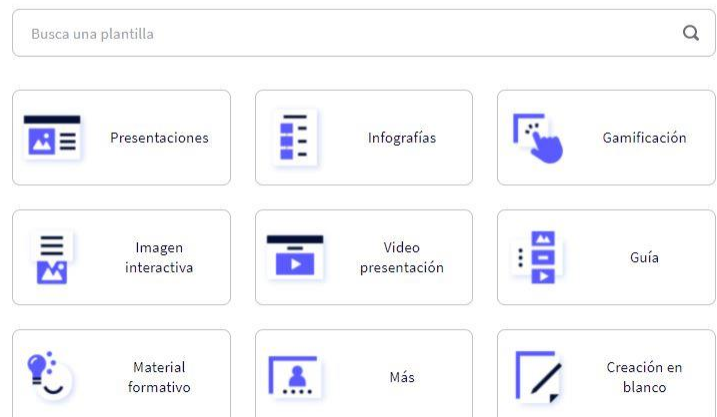 Busca una plantilla
Presentaciones
Infografías
Gamificación
Imagen
interactiva
Video
presentación
Guía
Material
formativo
Más
Creación en
blanco